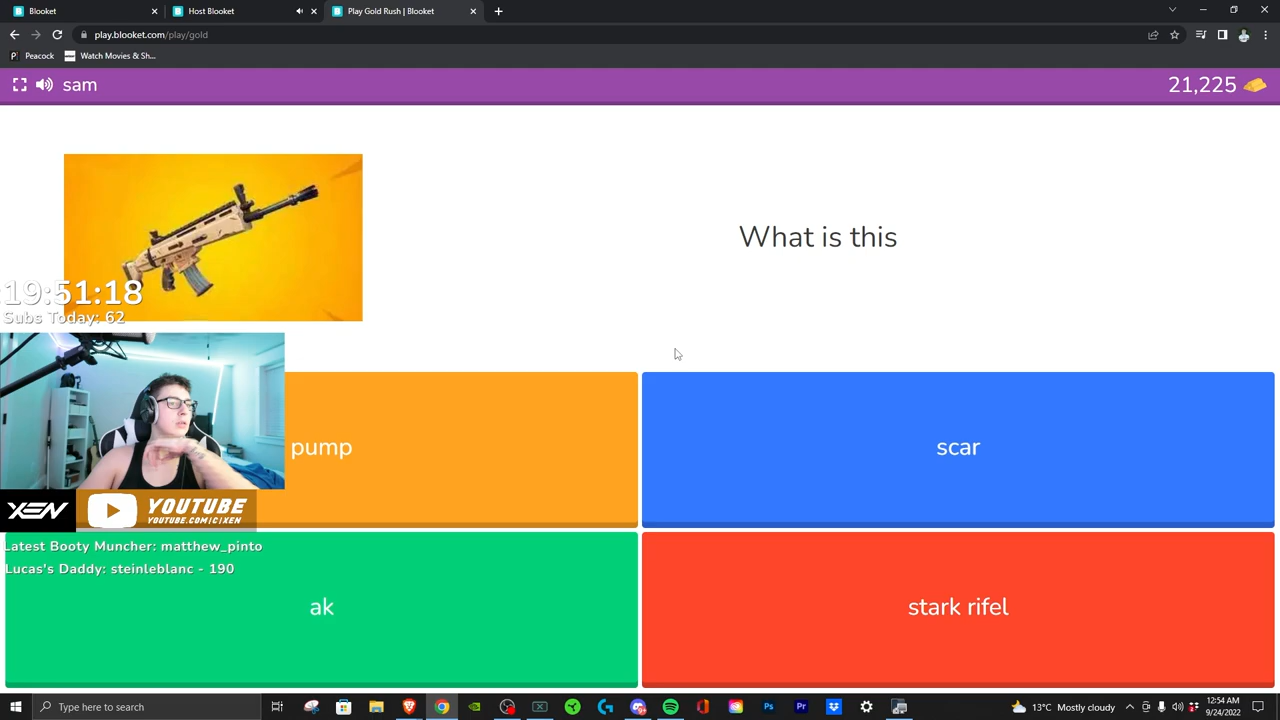 Blooket
Host Blooket
Play Gold Rush | Blooket
play.blooket.com/play/gold
Peacock
Watch Movies & Sh...
sam
21,225
What is this
:19:51:18
Subs Today: 62
pump
scar
XEN
YOUTUBE
YOUTUBE.COM/C/XEN
Latest Booty Muncher: matthew_pinto
Lucas's Daddy: steinleblanc - 190
ak
stark rifel
Type here to search
13°C Mostly cloudy
12:54 AM
9/24/2022